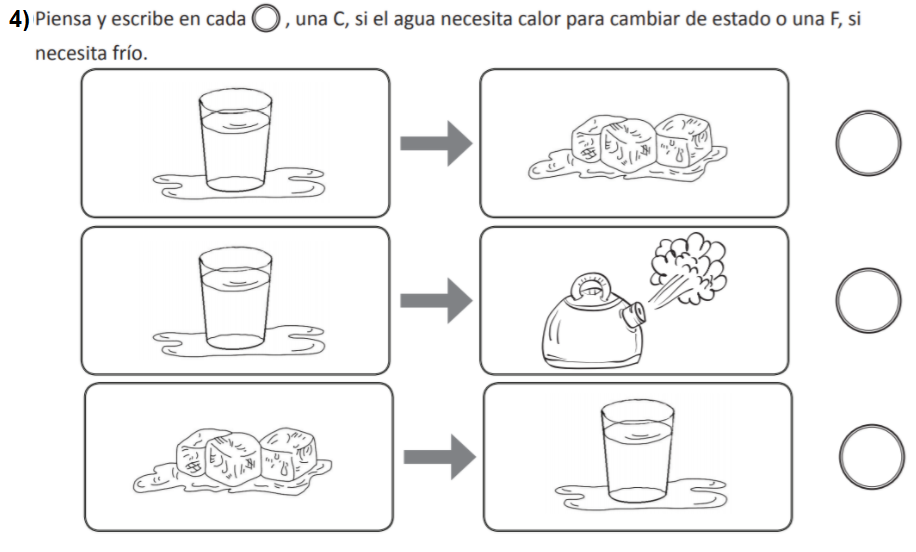 4) Piensa y escribe en cada , una C, si el agua necesita calor para cambiar de estado o una F, si
necesita frío.